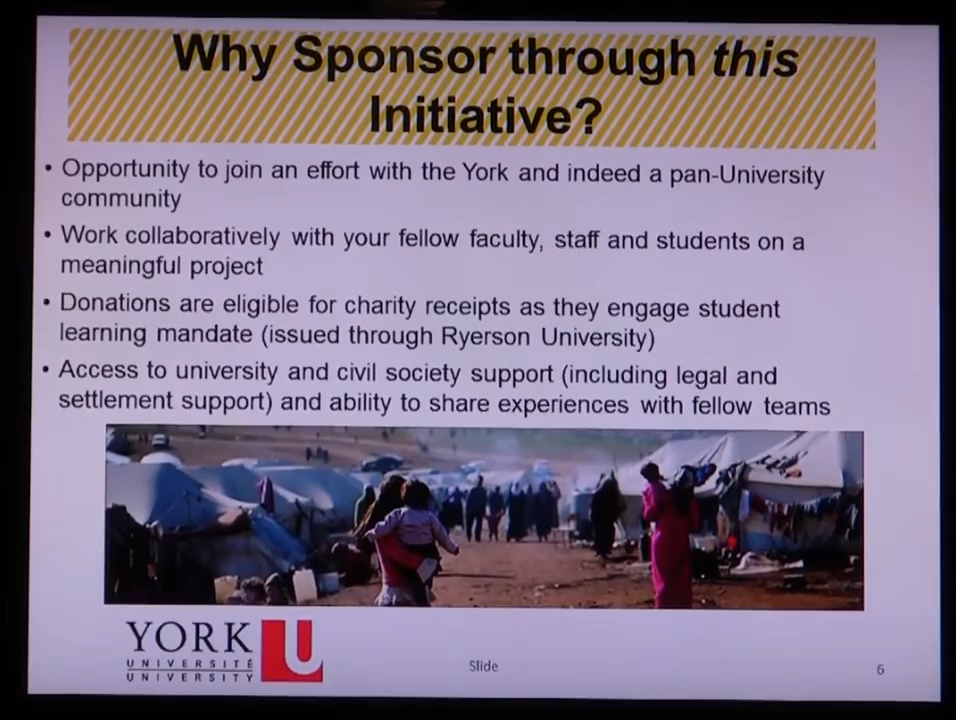 Why Sponsor through this
Initiative?
• Opportunity to join an effort with the York and indeed a pan-University
community
• Work collaboratively with your fellow faculty, staff and students on a
meaningful project
• Donations are eligible for charity receipts as they engage student
learning mandate (issued through Ryerson University)
• Access to university and civil society support (including legal and
settlement support) and ability to share experiences with fellow teams
YORK U
UNIVERSITÉ
UNIVERSITY
Slide
6